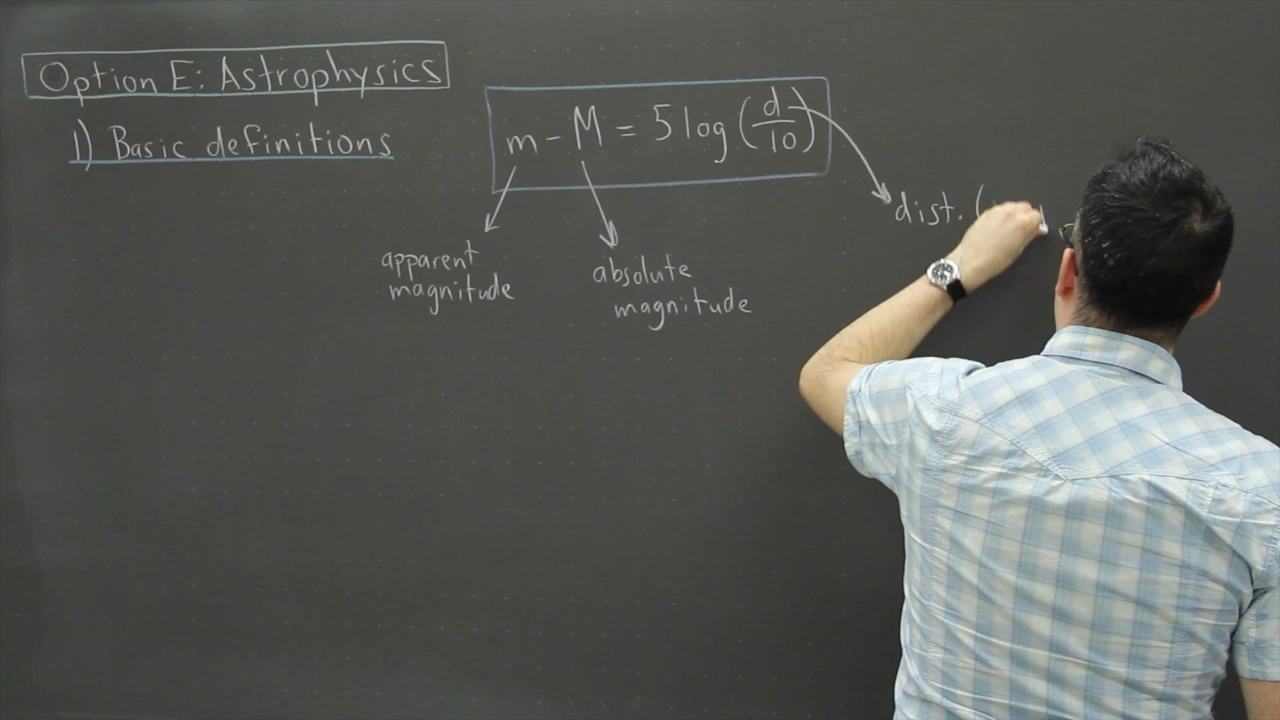 Option E: Astrophysics
1) Basic definitions
m - M = 5 log (d/10)
apparent
magnitude
absolute
magnitude
dist. (